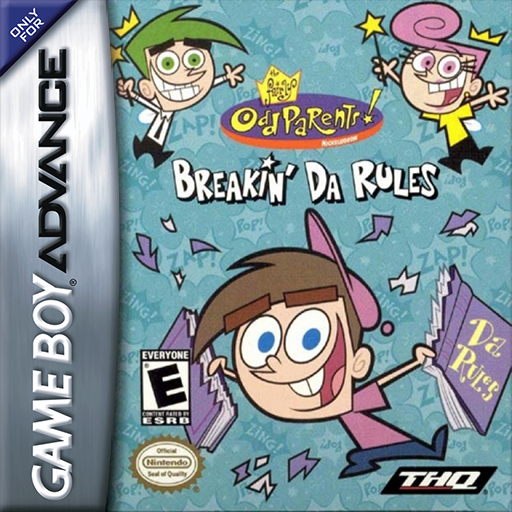 ONLY
FOR
GAME BOY ADVANCE
the
Fairly
OddParents!
NICKELODEON
BREAKIN' DA RULES
ZING!
POOF!
ZAP!
POP!
Da
Rules
EVERYONE
E
CONTENT RATED BY
ESRB
Official
Nintendo
Seal of Quality
THQ